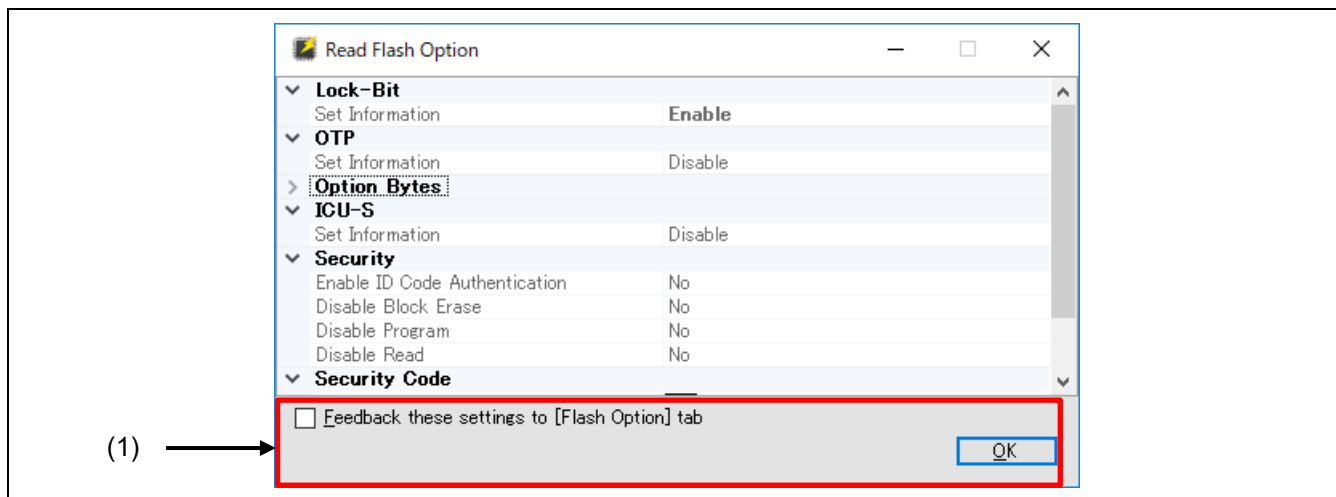 Read Flash Option
Lock-Bit
Set Information Enable
OTP
Set Information Disable
Option Bytes
ICU-S
Set Information Disable
Security
Enable ID Code Authentication No
Disable Block Erase No
Disable Program No
Disable Read No
Security Code
Feedback these settings to [Flash Option] tab
(1)
OK